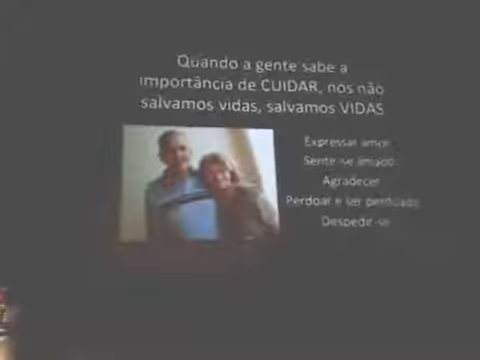 Quando a gente sabe a
importância de CUIDAR, nós não
salvamos vidas, salvamos VIDAS
Expressar amor
Sentir-se amado
Agradecer
Perdoar e ser perdoado
Despedir-se